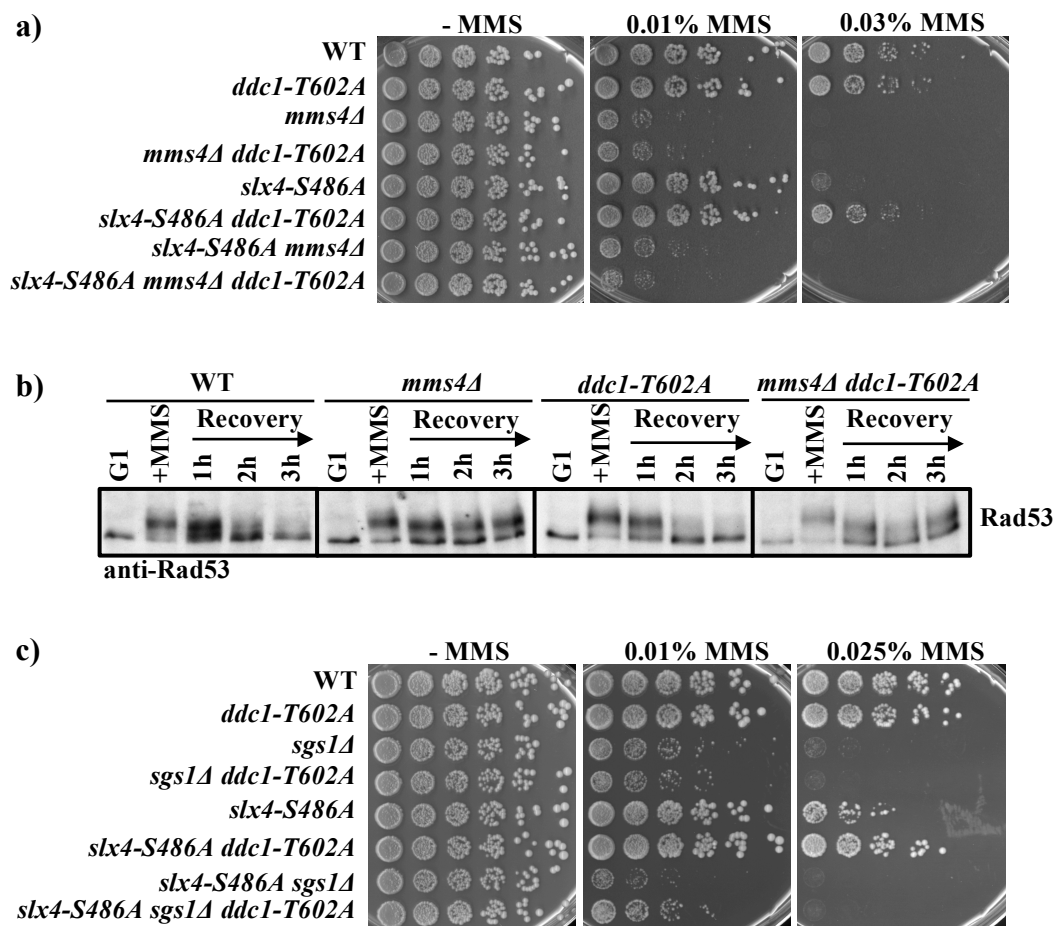 a)
- MMS 0.01% MMS 0.03% MMS
WT
ddc1-T602A
mms4Δ
mms4Δ ddc1-T602A
slx4-S486A
slx4-S486A ddc1-T602A
slx4-S486A mms4Δ
slx4-S486A mms4Δ ddc1-T602A
b)
WT mms4Δ ddc1-T602A mms4Δ ddc1-T602A
Recovery Recovery Recovery Recovery
G1 +MMS 1h 2h 3h G1 +MMS 1h 2h 3h G1 +MMS 1h 2h 3h G1 +MMS 1h 2h 3h
Rad53
anti-Rad53
c)
- MMS 0.01% MMS 0.025% MMS
WT
ddc1-T602A
sgs1Δ
sgs1Δ ddc1-T602A
slx4-S486A
slx4-S486A ddc1-T602A
slx4-S486A sgs1Δ
slx4-S486A sgs1Δ ddc1-T602A